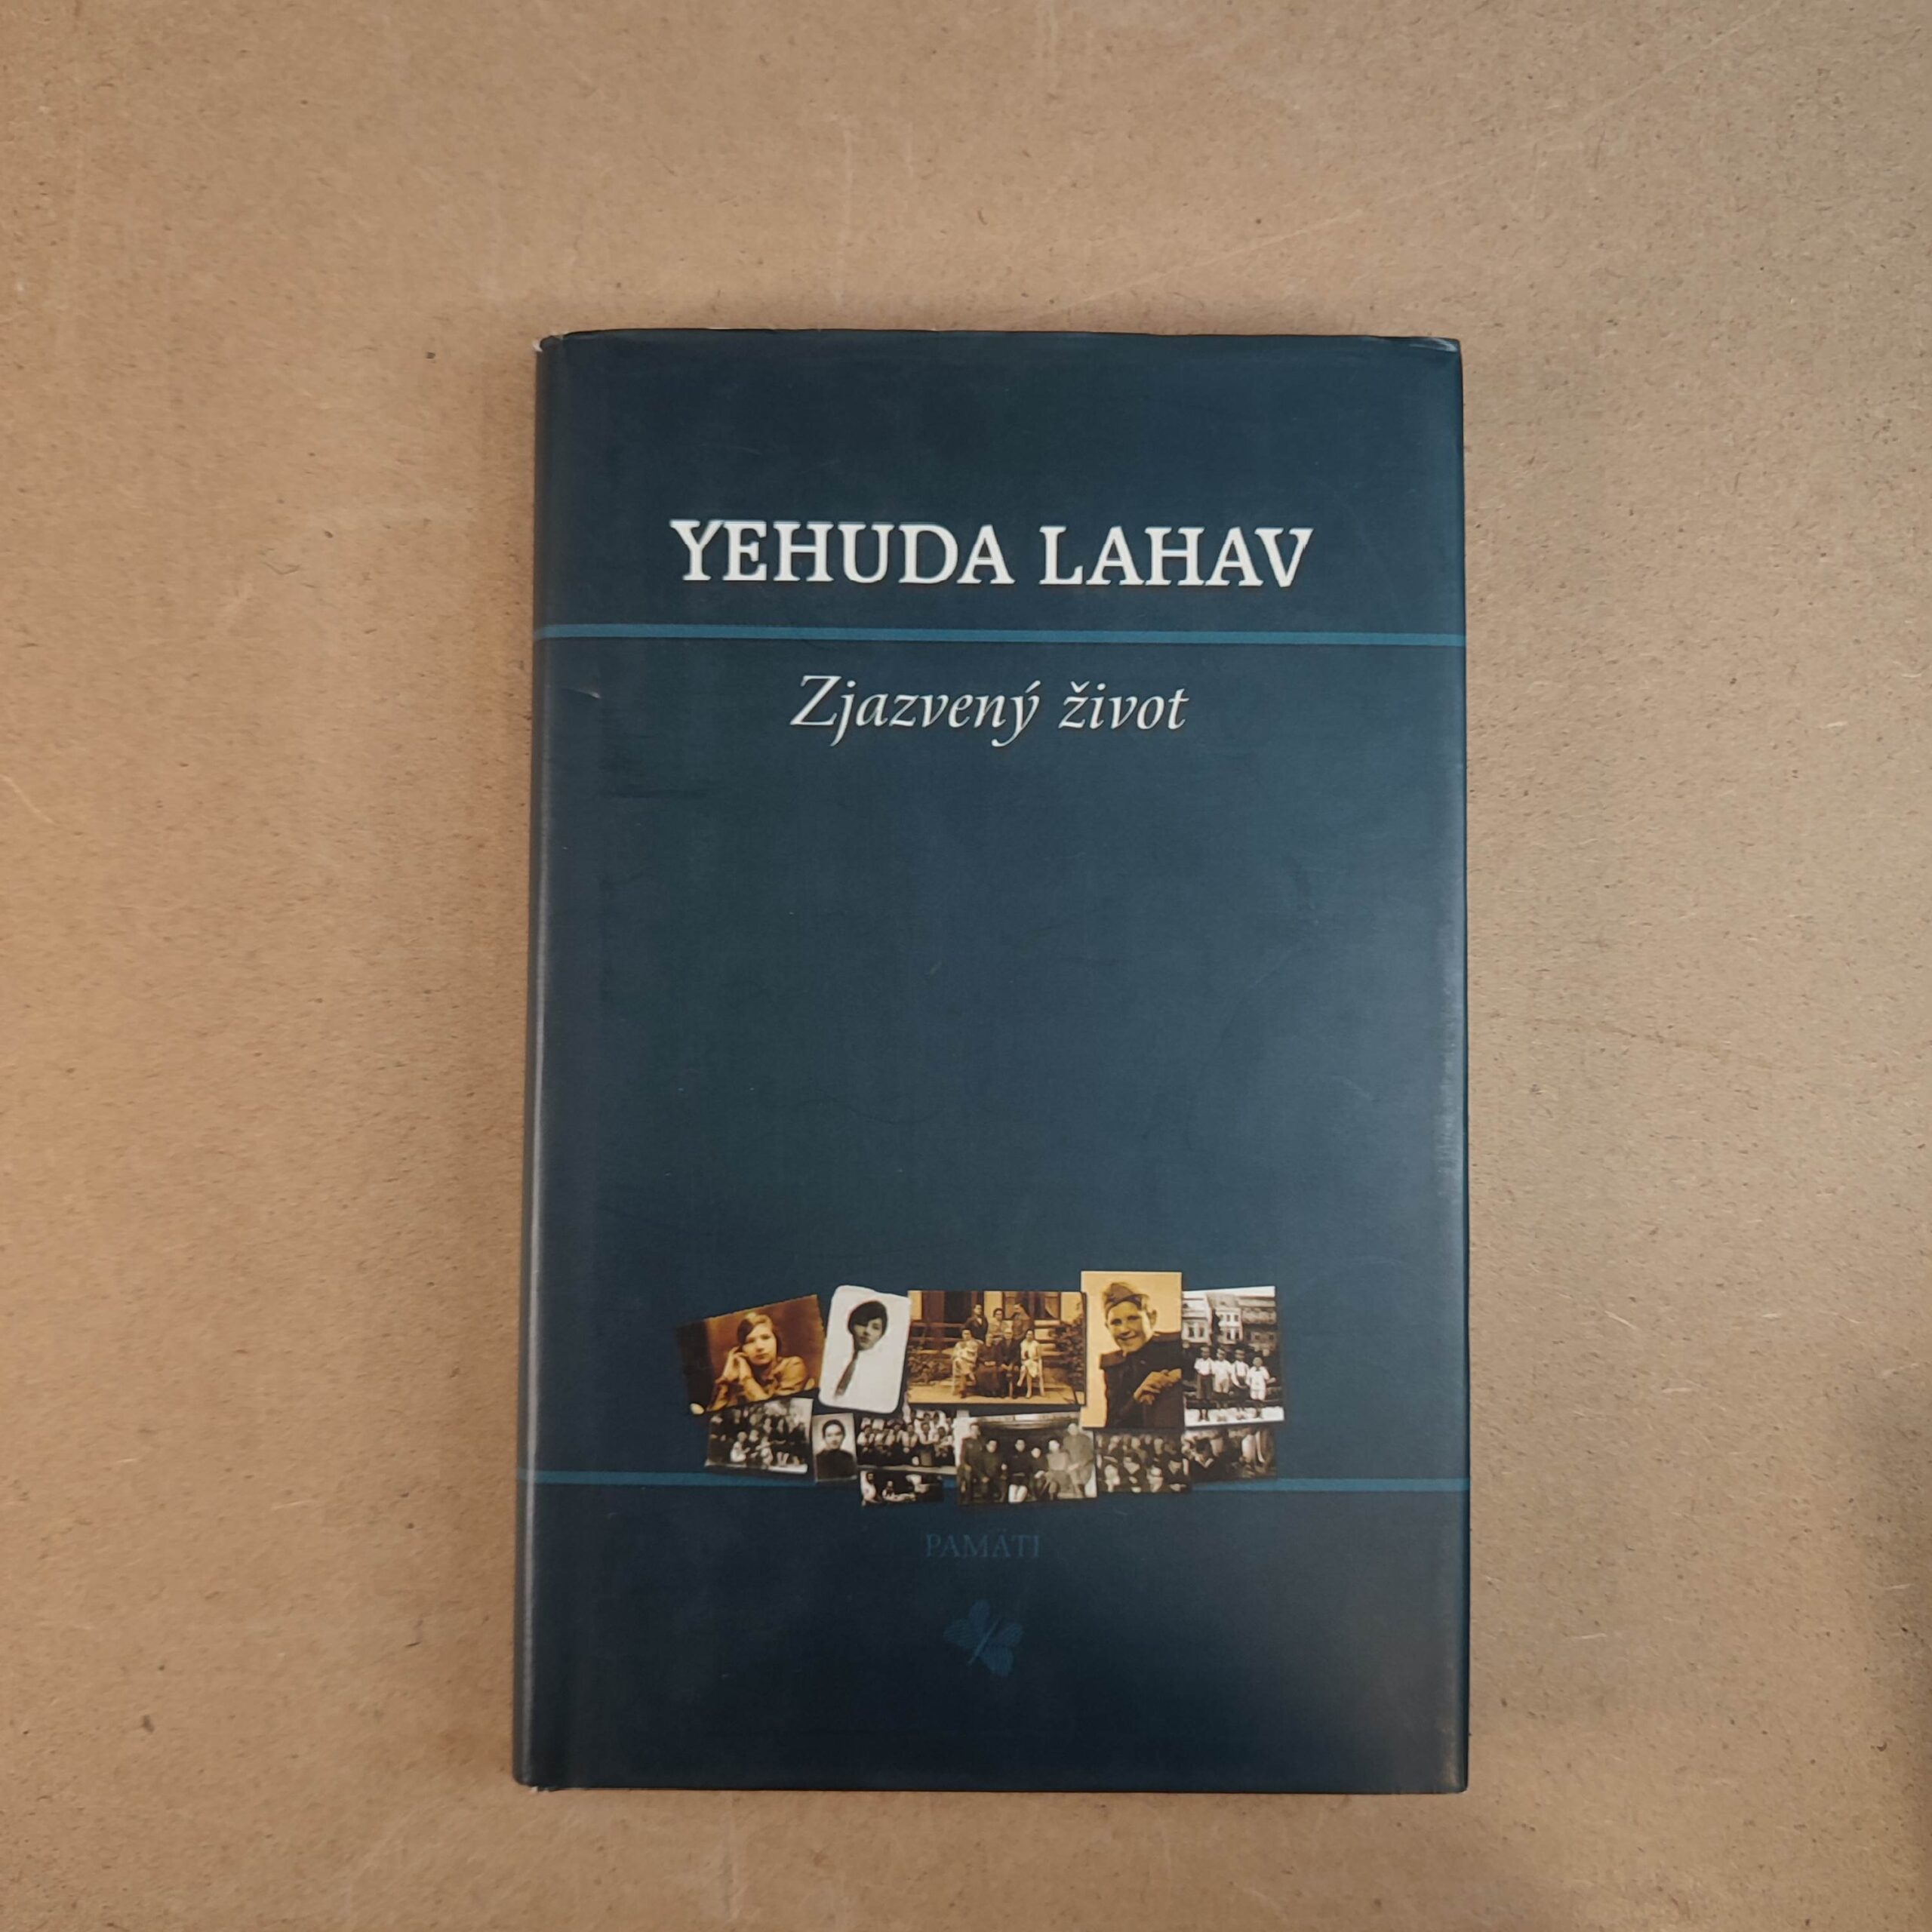 YEHUDA LAHAV
Zjazvený život
PAMÄTI